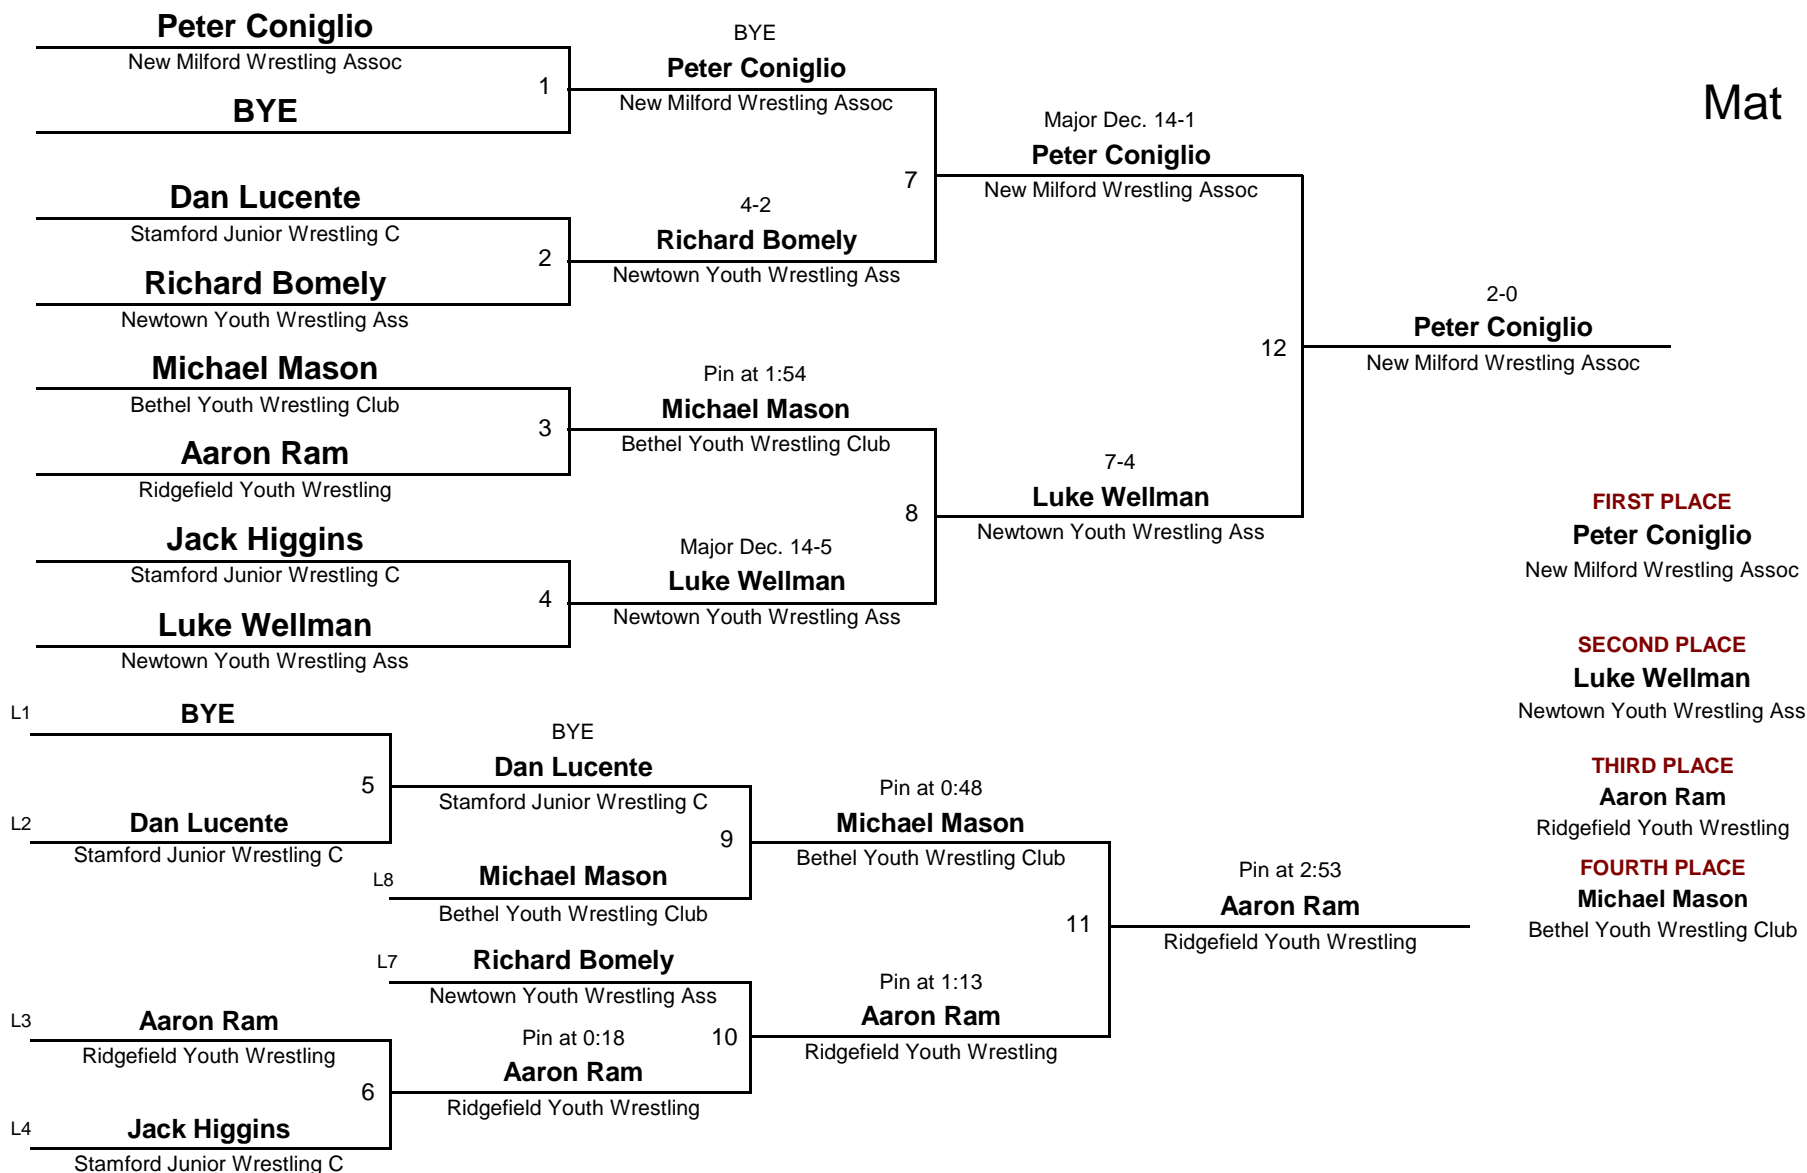 Peter Coniglio
New Milford Wrestling Assoc
1
BYE
BYE
Peter Coniglio
New Milford Wrestling Assoc
Mat
Dan Lucente
Stamford Junior Wrestling C
2
Richard Bomely
Newtown Youth Wrestling Ass
4-2
Richard Bomely
Newtown Youth Wrestling Ass
7
Major Dec. 14-1
Peter Coniglio
New Milford Wrestling Assoc
Michael Mason
Bethel Youth Wrestling Club
3
Aaron Ram
Ridgefield Youth Wrestling
Pin at 1:54
Michael Mason
Bethel Youth Wrestling Club
Jack Higgins
Stamford Junior Wrestling C
4
Luke Wellman
Newtown Youth Wrestling Ass
Major Dec. 14-5
Luke Wellman
Newtown Youth Wrestling Ass
8
7-4
Luke Wellman
Newtown Youth Wrestling Ass
12
2-0
Peter Coniglio
New Milford Wrestling Assoc
FIRST PLACE
Peter Coniglio
New Milford Wrestling Assoc
SECOND PLACE
Luke Wellman
Newtown Youth Wrestling Ass
THIRD PLACE
Aaron Ram
Ridgefield Youth Wrestling
FOURTH PLACE
Michael Mason
Bethel Youth Wrestling Club
L1
BYE
5
L2
Dan Lucente
Stamford Junior Wrestling C
BYE
Dan Lucente
Stamford Junior Wrestling C
9
L8
Michael Mason
Bethel Youth Wrestling Club
Pin at 0:48
Michael Mason
Bethel Youth Wrestling Club
L7
Richard Bomely
Newtown Youth Wrestling Ass
10
L3
Aaron Ram
Ridgefield Youth Wrestling
6
L4
Jack Higgins
Stamford Junior Wrestling C
Pin at 0:18
Aaron Ram
Ridgefield Youth Wrestling
Pin at 1:13
Aaron Ram
Ridgefield Youth Wrestling
11
Pin at 2:53
Aaron Ram
Ridgefield Youth Wrestling